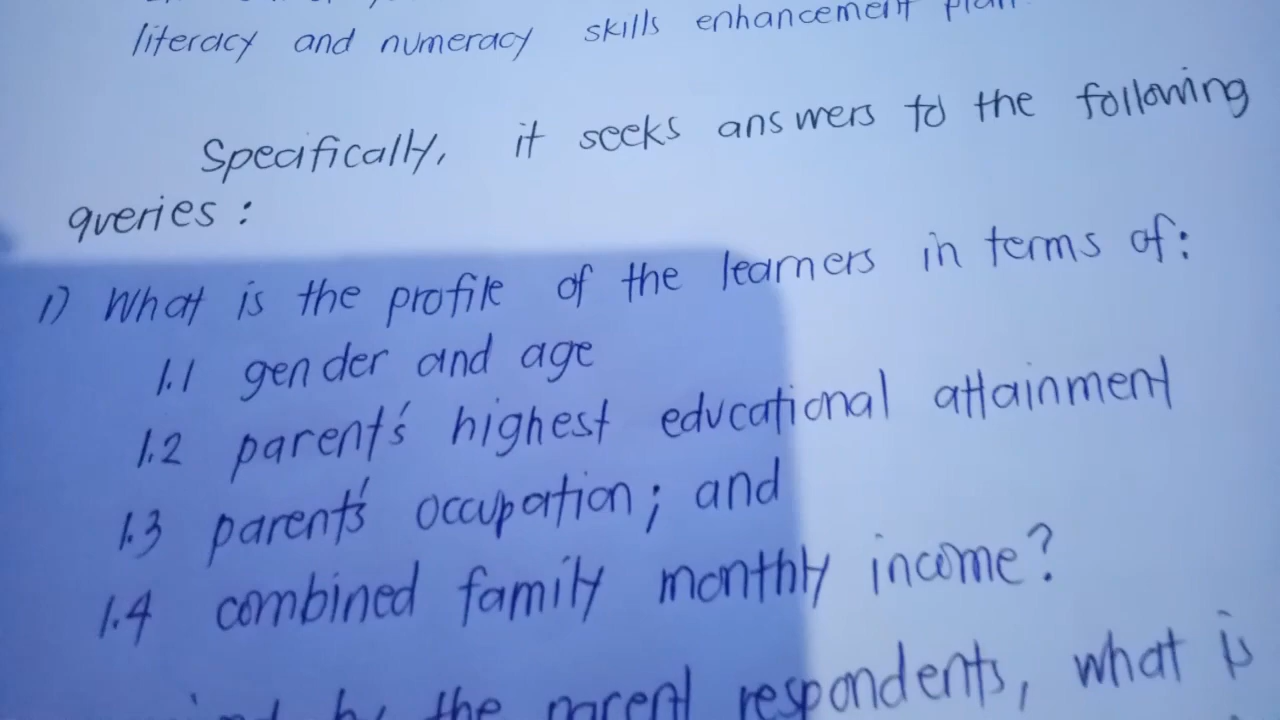 literacy and numeracy skills enhancement plan
Specifically, it seeks answers to the following
queries :
1) What is the profile of the learners in terms of:
1.1 gender and age
1.2 parent's highest educational attainment
1.3 parent's occupation; and
1.4 combined family monthly income?
by the parent respondents, what is